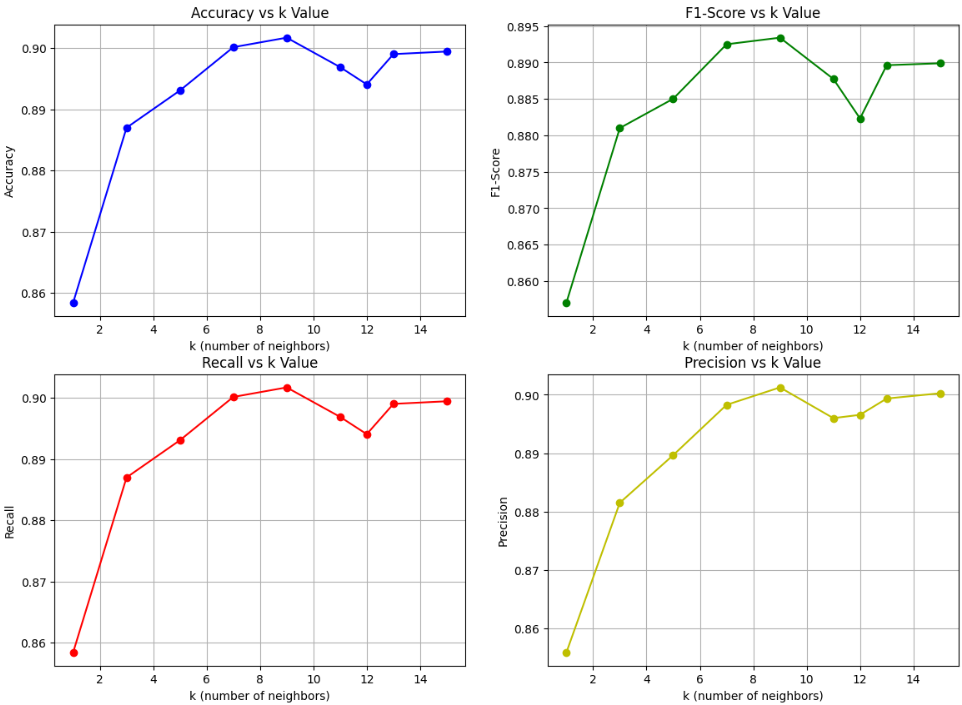 Accuracy vs k Value
0.90
0.89
0.88
0.87
0.86
Accuracy
2 4 6 8 10 12 14
k (number of neighbors)
F1-Score vs k Value
0.895
0.890
0.885
0.880
0.875
0.870
0.865
0.860
F1-Score
2 4 6 8 10 12 14
k (number of neighbors)
Recall vs k Value
0.90
0.89
0.88
0.87
0.86
Recall
2 4 6 8 10 12 14
k (number of neighbors)
Precision vs k Value
0.90
0.89
0.88
0.87
0.86
Precision
2 4 6 8 10 12 14
k (number of neighbors)